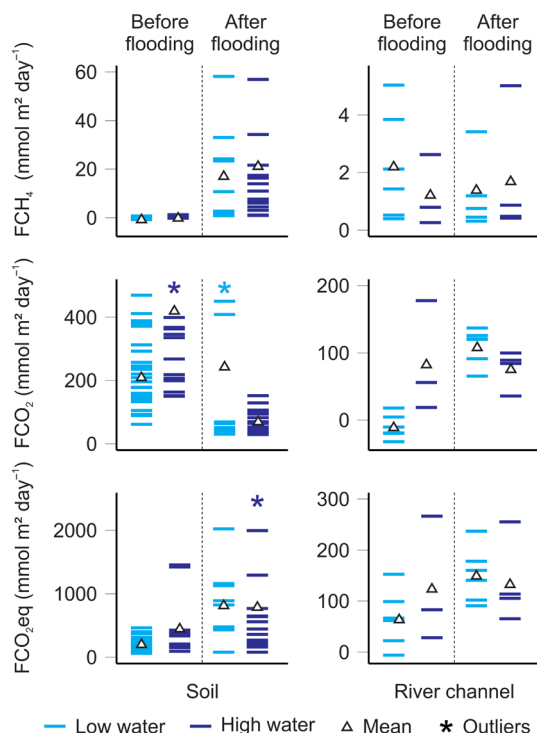 Before
flooding
After
flooding
Before
flooding
After
flooding
FCH4 (mmol m² day⁻¹)
60
40
20
0
4
2
0
FCO2 (mmol m² day⁻¹)
400
200
0
200
100
0
FCO2eq (mmol m² day⁻¹)
2000
1000
0
300
200
100
0
Soil
River channel
Low water
High water
Mean
Outliers